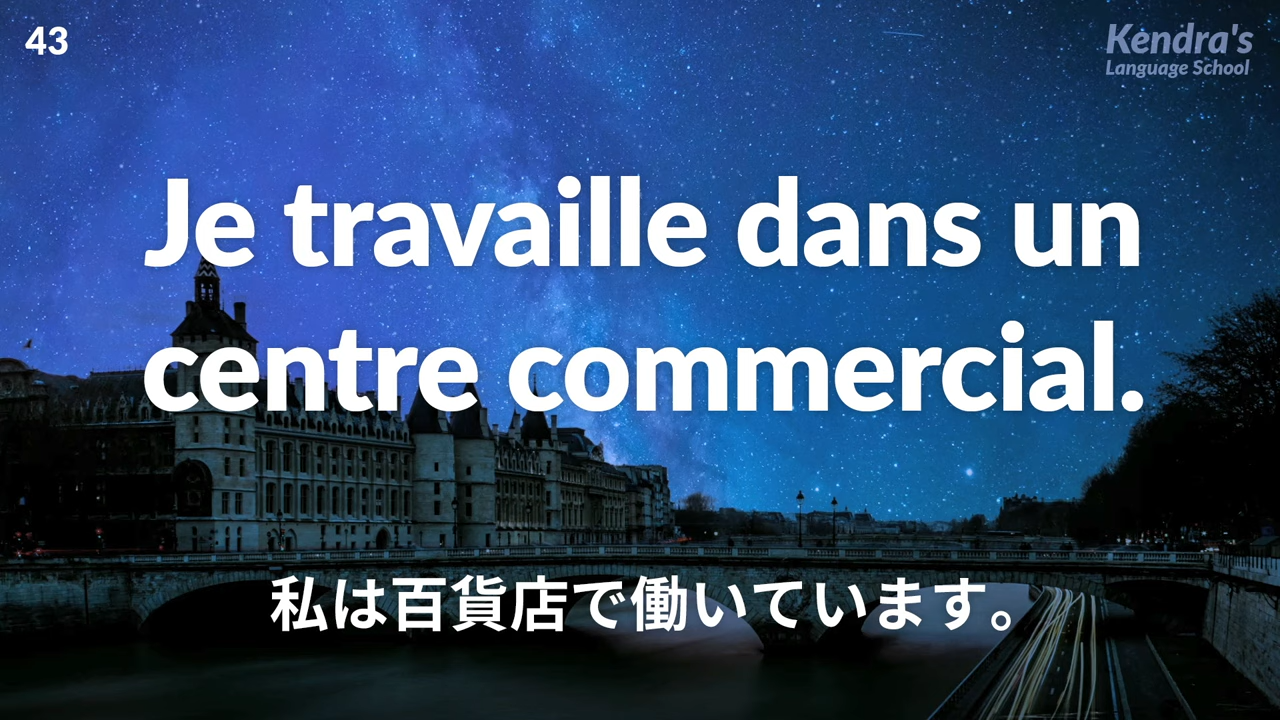 43
Kendra's
Language School
Je travaille dans un
centre commercial.
私は百貨店で働いています。